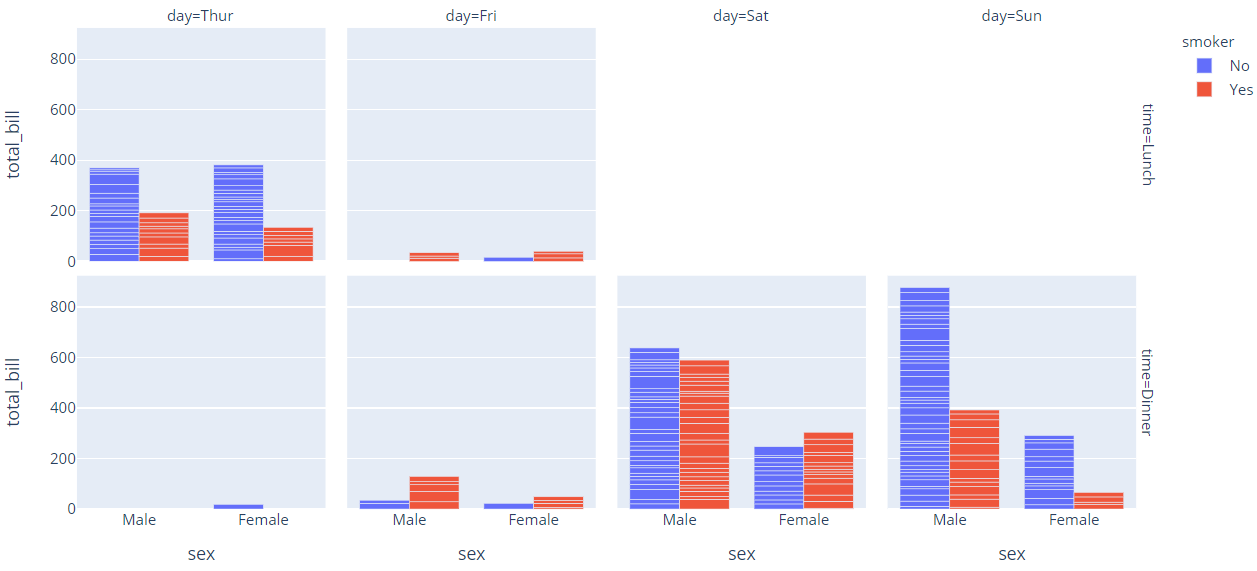 day=Thur
day=Fri
day=Sat
day=Sun
smoker
No
Yes
total_bill
800
600
400
200
0
time=Lunch
total_bill
800
600
400
200
0
time=Dinner
Male
Female
Male
Female
Male
Female
Male
Female
sex
sex
sex
sex